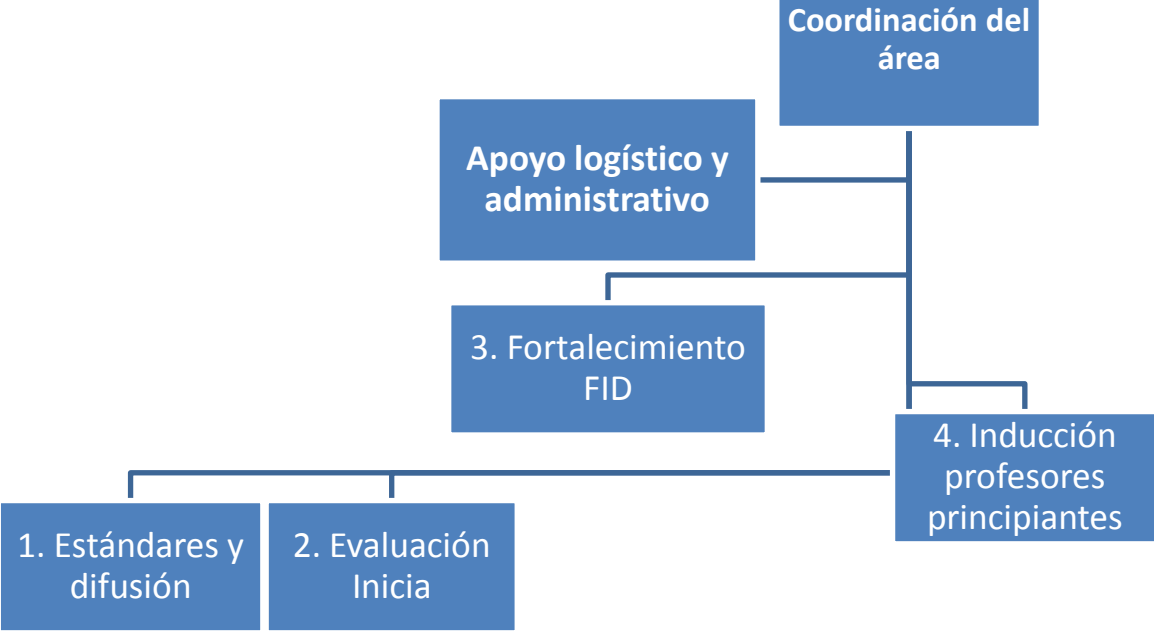 Coordinación del
área
Apoyo logístico y
administrativo
3. Fortalecimiento
FID
4. Inducción
profesores
principiantes
1. Estándares y
difusión
2. Evaluación
Inicia